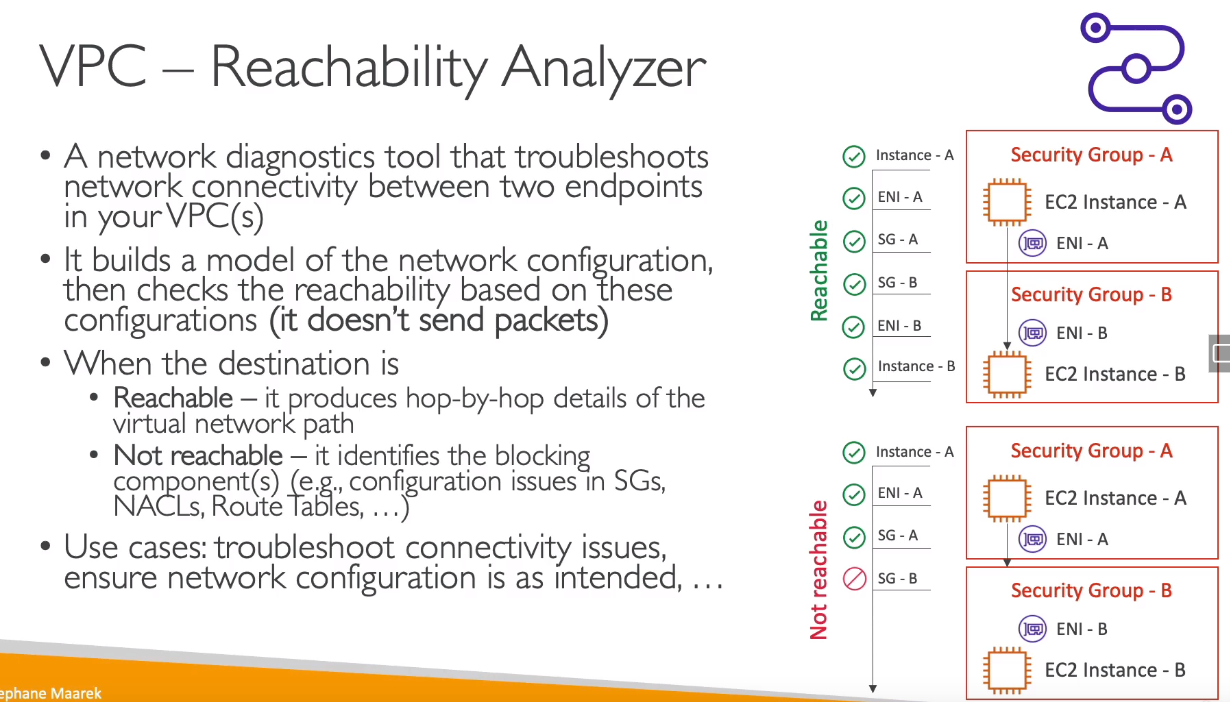 VPC – Reachability Analyzer
• A network diagnostics tool that troubleshoots
network connectivity between two endpoints
in your VPC(s)
• It builds a model of the network configuration,
then checks the reachability based on these
configurations (it doesn’t send packets)
• When the destination is
• Reachable – it produces hop-by-hop details of the
virtual network path
• Not reachable – it identifies the blocking
component(s) (e.g., configuration issues in SGs,
NACLs, Route Tables, …)
• Use cases: troubleshoot connectivity issues,
ensure network configuration is as intended, …
Reachable
Instance - A
ENI - A
SG - A
SG - B
ENI - B
Instance - B
Security Group - A
EC2 Instance - A
ENI - A
Security Group - B
ENI - B
EC2 Instance - B
Not reachable
Instance - A
ENI - A
SG - A
SG - B
Security Group - A
EC2 Instance - A
ENI - A
Security Group - B
ENI - B
EC2 Instance - B
ephane Maarek